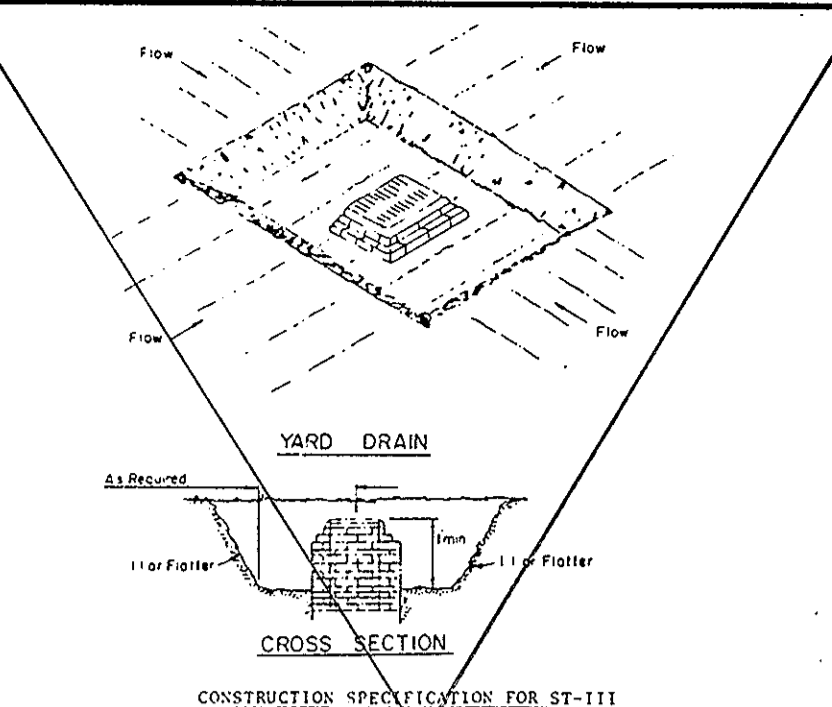 Flow
Flow
Flow
Flow
YARD DRAIN
As Required
1'min
1:1 or Flatter
1:1 or Flatter
CROSS SECTION
CONSTRUCTION SPECIFICATION FOR ST-III